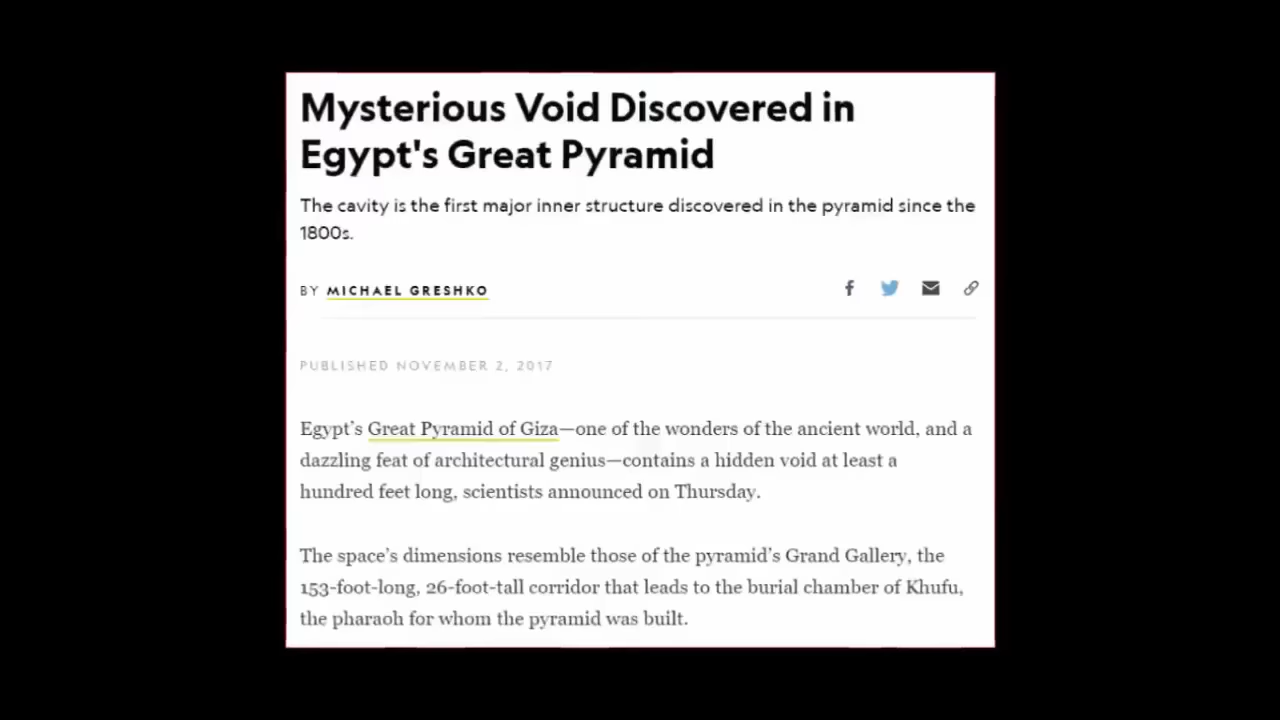 Mysterious Void Discovered in
Egypt's Great Pyramid
The cavity is the first major inner structure discovered in the pyramid since the
1800s.
BY MICHAEL GRESHKO
PUBLISHED NOVEMBER 2, 2017
Egypt’s Great Pyramid of Giza—one of the wonders of the ancient world, and a
dazzling feat of architectural genius—contains a hidden void at least a
hundred feet long, scientists announced on Thursday.
The space’s dimensions resemble those of the pyramid’s Grand Gallery, the
153-foot-long, 26-foot-tall corridor that leads to the burial chamber of Khufu,
the pharaoh for whom the pyramid was built.